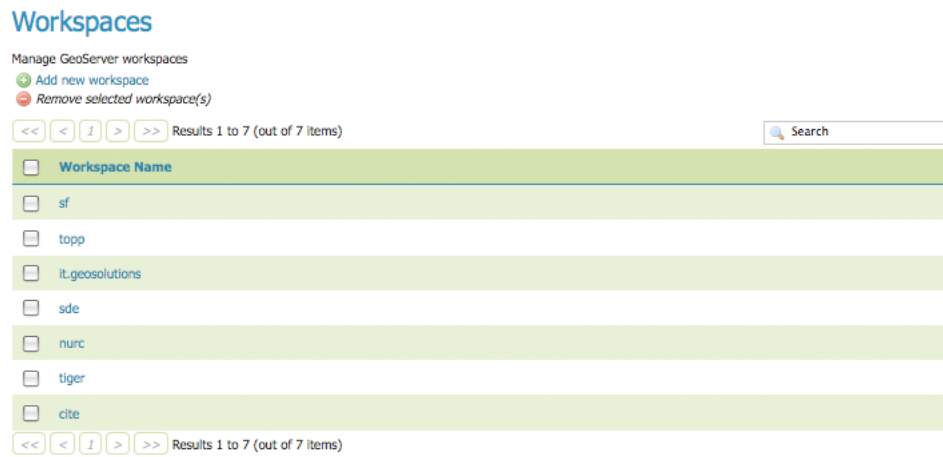 Workspaces
Manage GeoServer workspaces
Add new workspace
Remove selected workspace(s)
<< < 1 > >> Results 1 to 7 (out of 7 items) Search
Workspace Name
sf
topp
it.geosolutions
sde
nurc
tiger
cite
<< < 1 > >> Results 1 to 7 (out of 7 items)